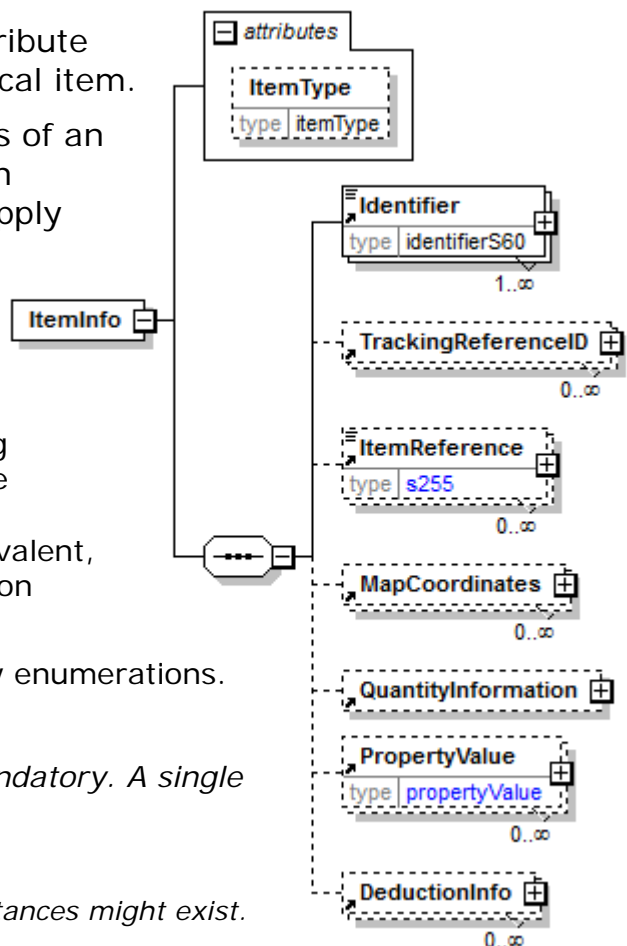 ribute
cal item.
s of an
n
pply
g
e
valent,
on
y enumerations.
ndatory. A single
tances might exist.
attributes
ItemType
type itemType
ItemInfo
Identifier
type identifierS60
1..∞
TrackingReferenceID
0..∞
ItemReference
type s255
0..∞
MapCoordinates
0..∞
QuantityInformation
PropertyValue
type propertyValue
0..∞
DeductionInfo
0..∞